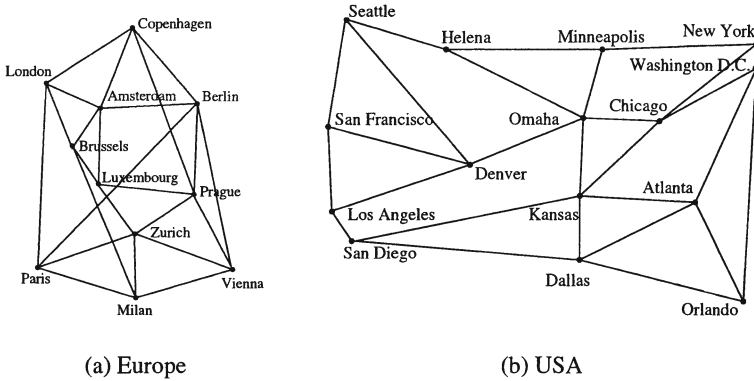 Copenhagen
London
Amsterdam
Berlin
Brussels
Luxembourg
Prague
Zurich
Paris
Vienna
Milan
(a) Europe
Seattle
Helena
Minneapolis
New York
Washington D.C.
San Francisco
Omaha
Chicago
Denver
Los Angeles
Kansas
Atlanta
San Diego
Dallas
Orlando
(b) USA